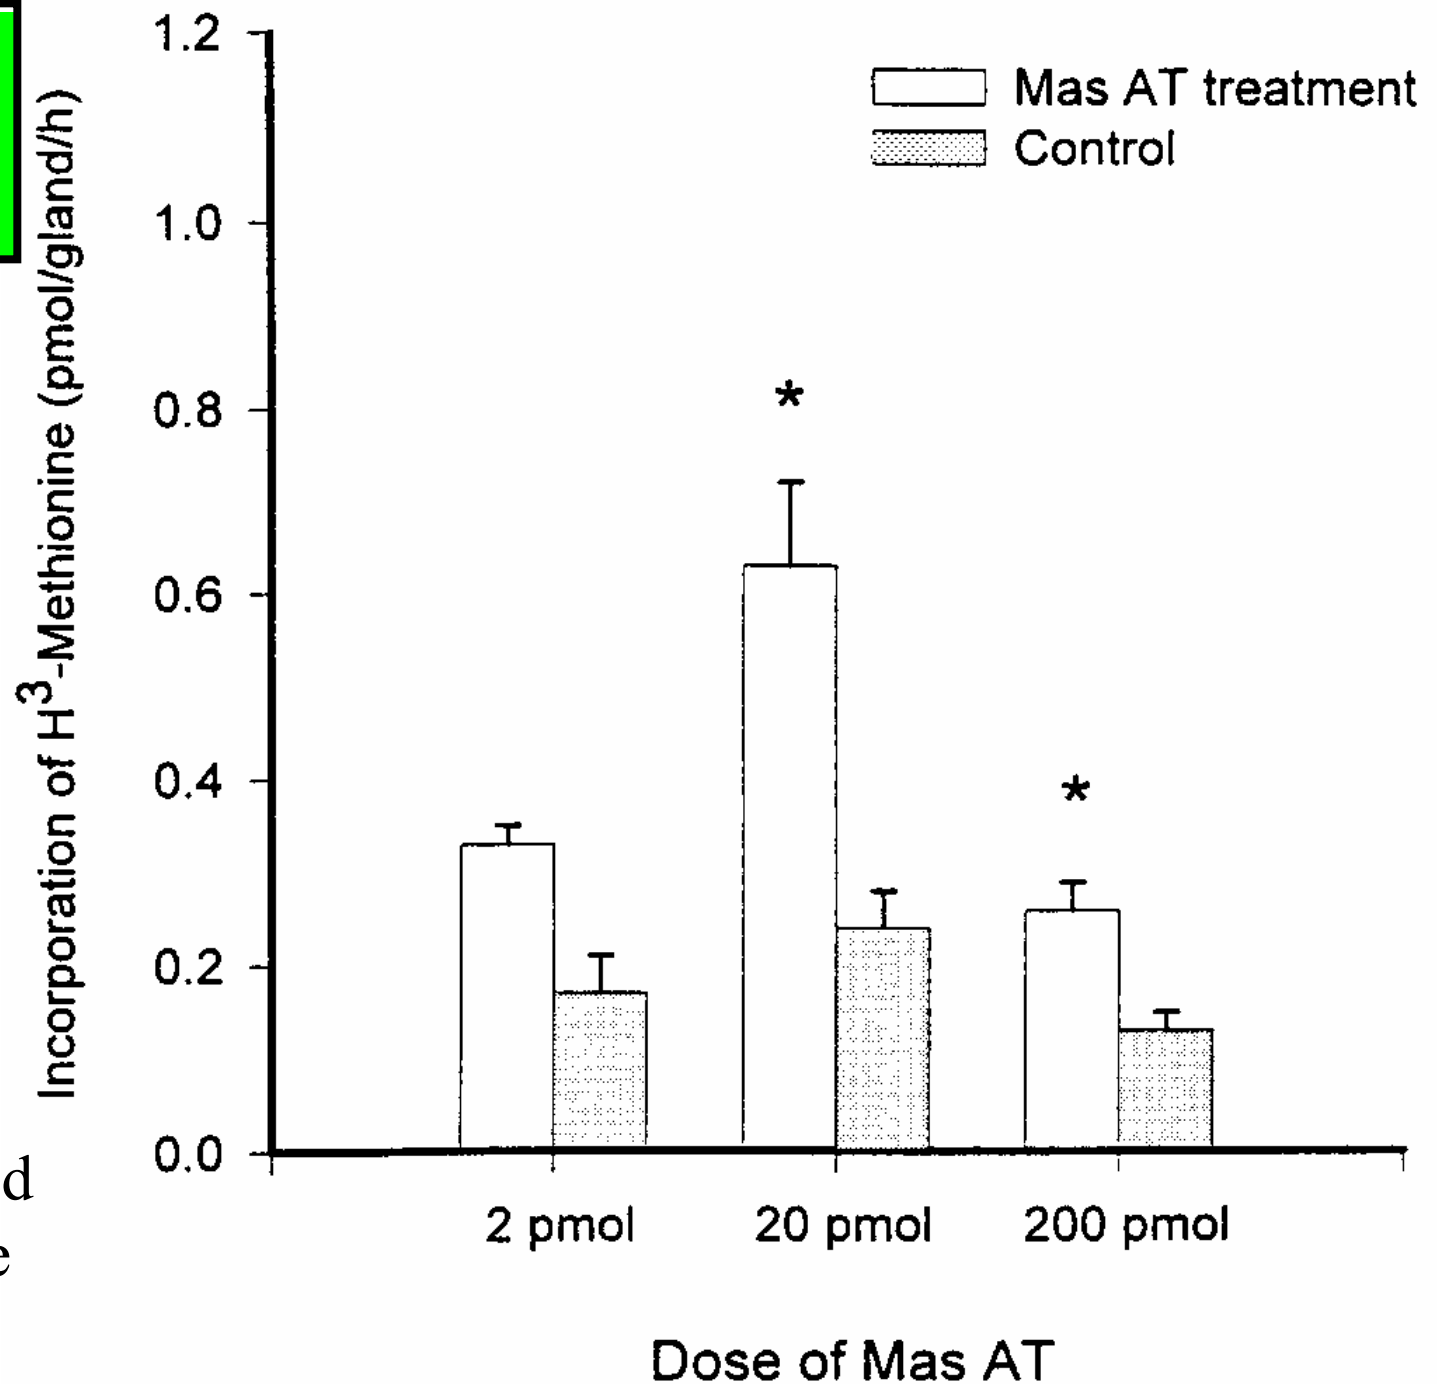 1.2
1.0
0.8
0.6
0.4
0.2
0.0
Incorporation of H³-Methionine (pmol/gland/h)
Mas AT treatment
Control
*
*
2 pmol
20 pmol
200 pmol
Dose of Mas AT
d
e